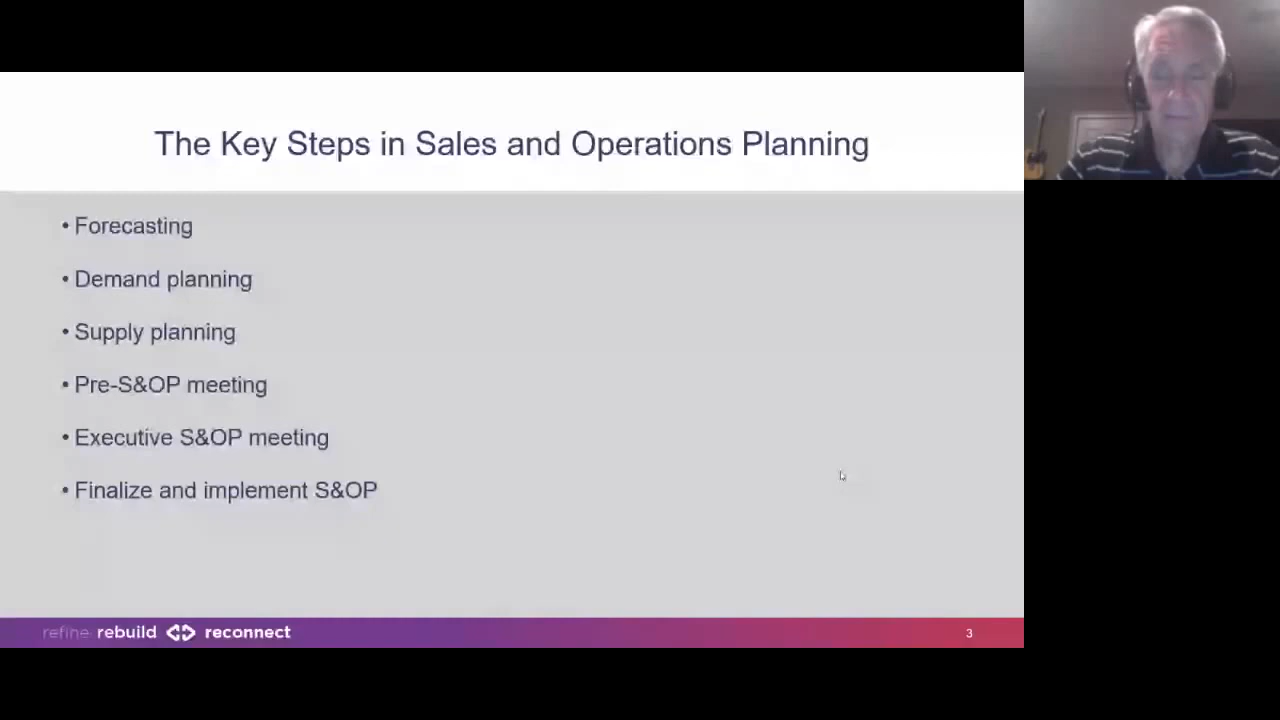 The Key Steps in Sales and Operations Planning
• Forecasting
• Demand planning
• Supply planning
• Pre-S&OP meeting
• Executive S&OP meeting
• Finalize and implement S&OP
refine rebuild reconnect
3